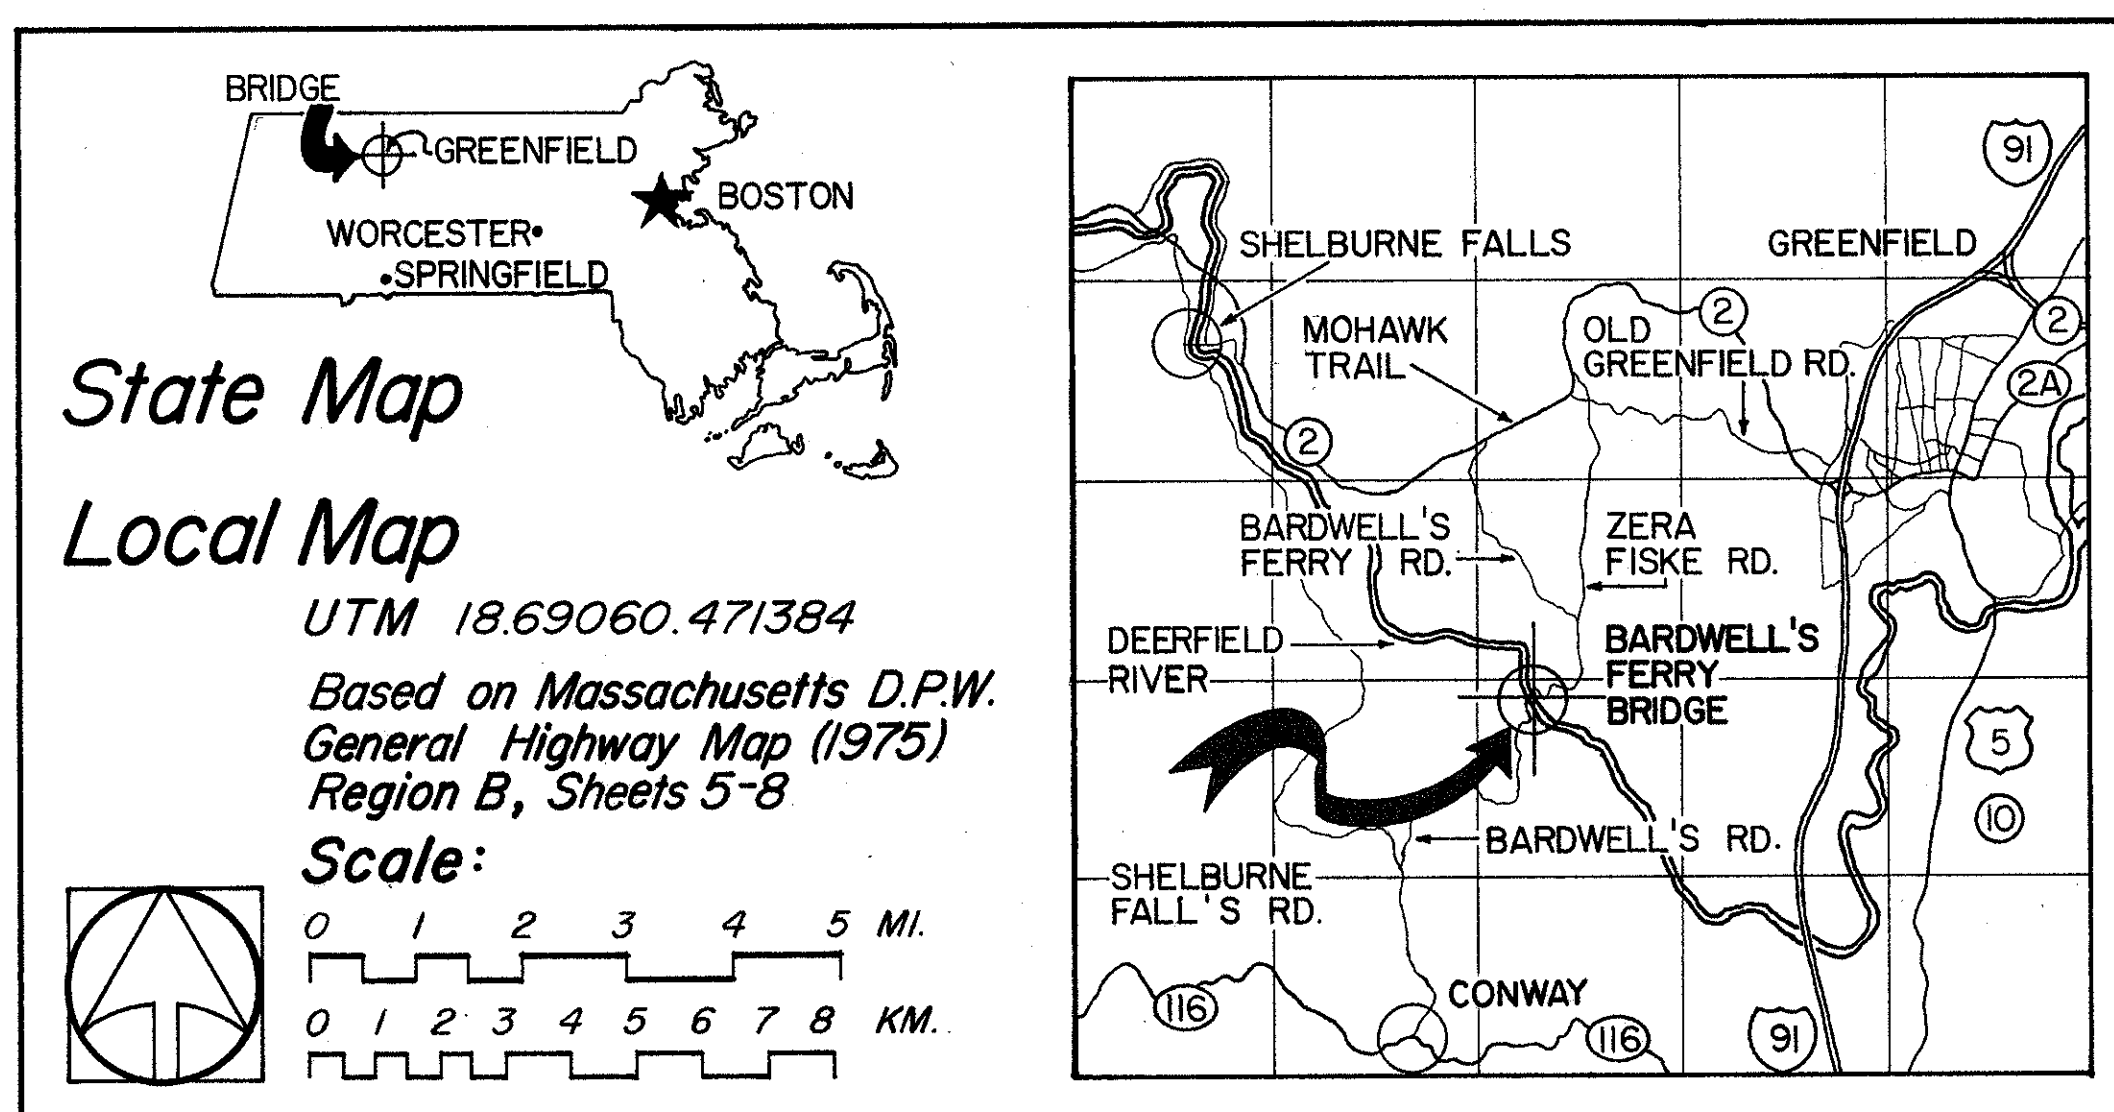 BRIDGE
GREENFIELD
BOSTON
WORCESTER
SPRINGFIELD
State Map
Local Map
UTM 18.69060.471384
Based on Massachusetts D.P.W.
General Highway Map (1975)
Region B, Sheets 5-8
Scale:
0 1 2 3 4 5 MI.
0 1 2 3 4 5 6 7 8 KM.
91
SHELBURNE FALLS
GREENFIELD
2
2
MOHAWK
TRAIL
OLD
GREENFIELD RD.
2A
2
BARDWELL'S
FERRY RD.
ZERA
FISKE RD.
DEERFIELD
RIVER
BARDWELL'S
FERRY
BRIDGE
5
10
BARDWELL'S RD.
SHELBURNE
FALL'S RD.
CONWAY
116
116
91